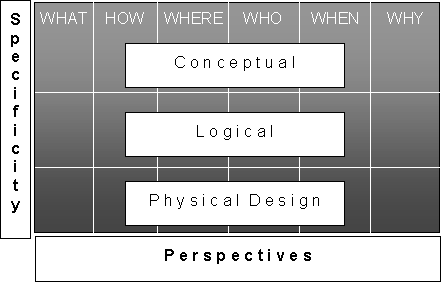 Specificity
WHAT HOW WHERE WHO WHEN WHY
Conceptual
Logical
Physical Design
Perspectives